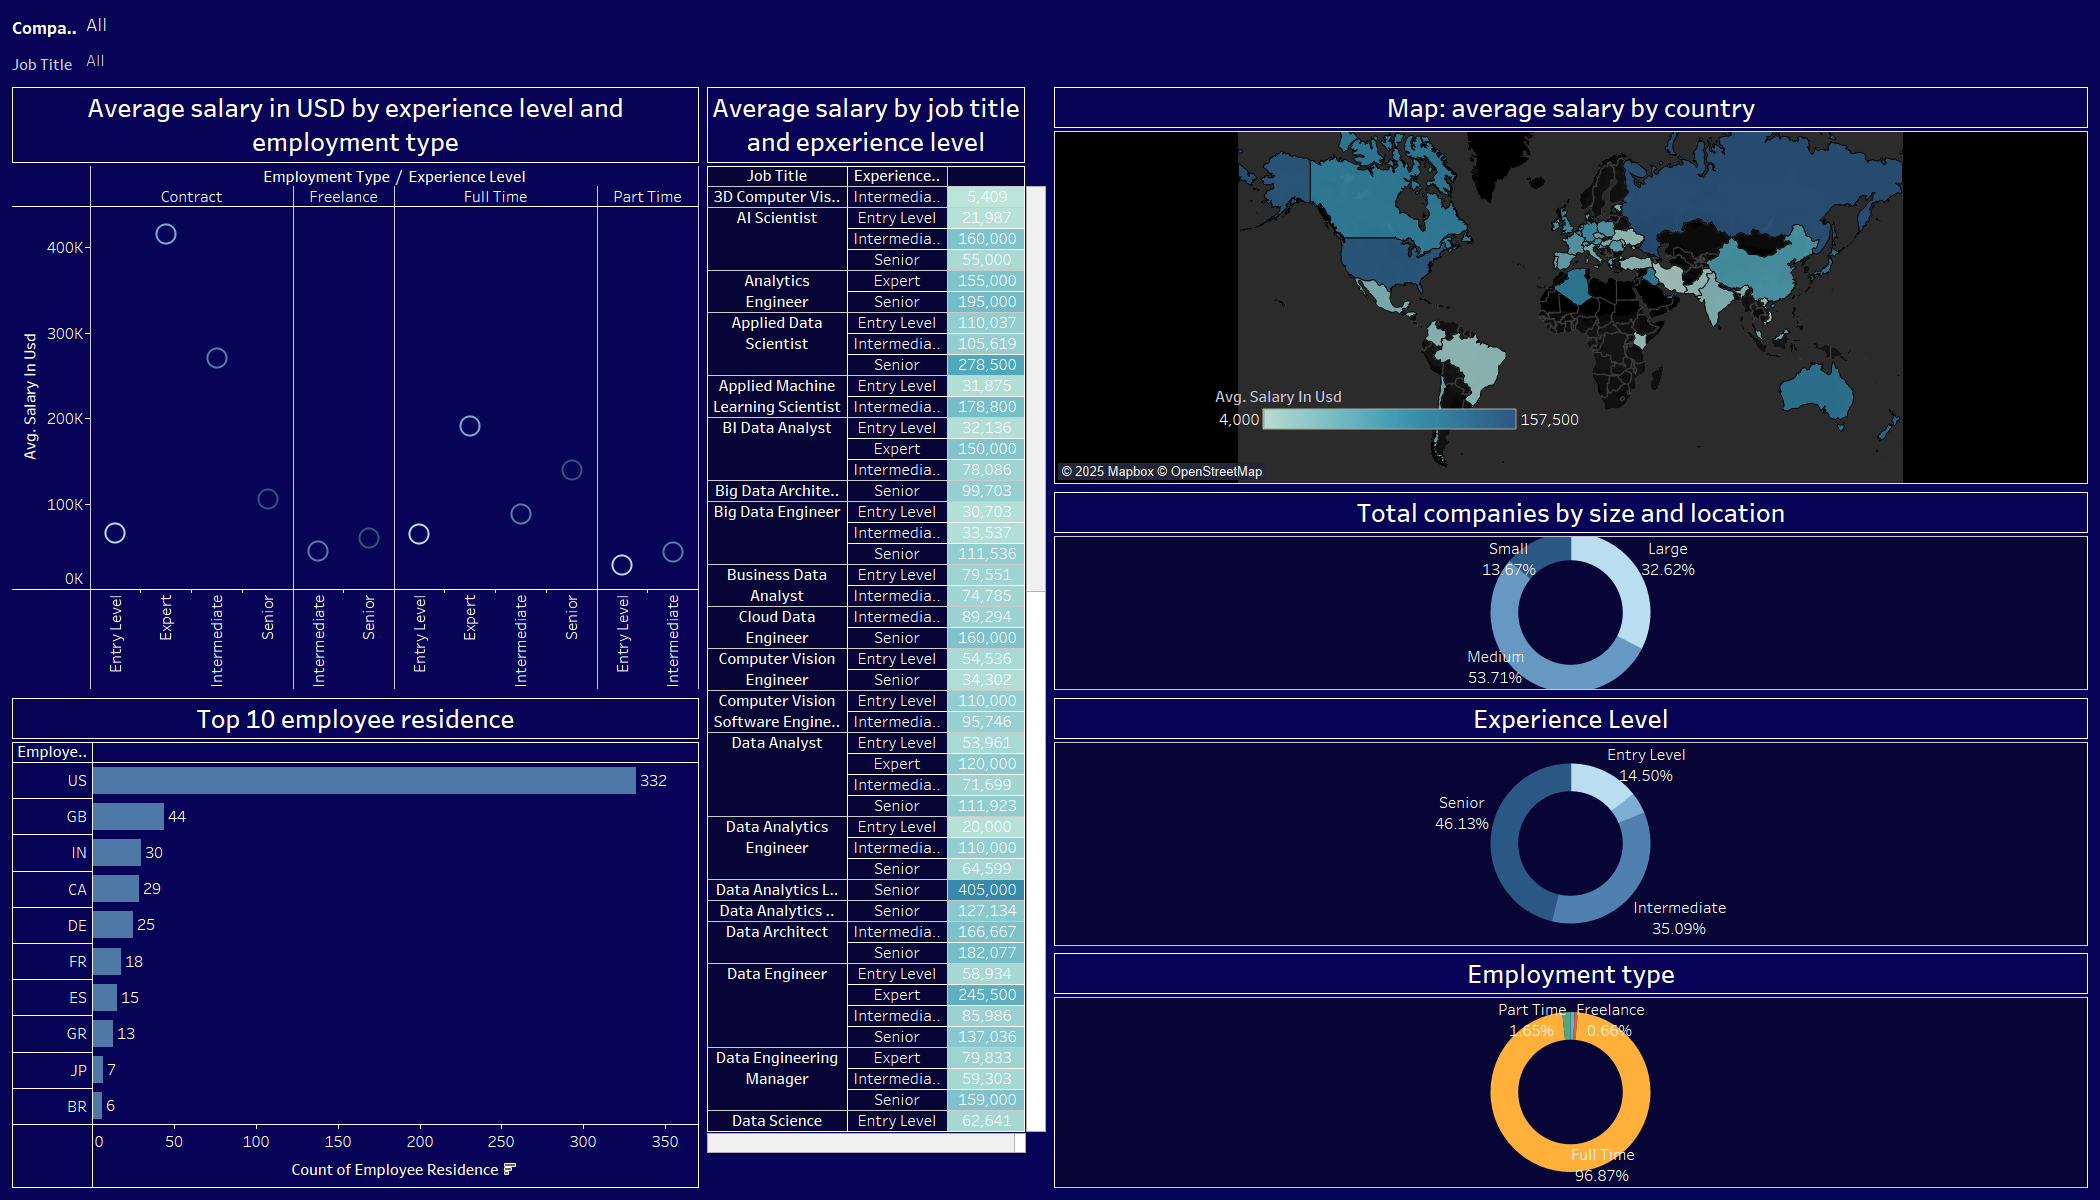 Compa.. All
Job Title All
Average salary in USD by experience level and
employment type
Employment Type / Experience Level
Contract Freelance Full Time Part Time
Avg. Salary In Usd
400K
300K
200K
100K
0K
Entry Level Expert Intermediate Senior Intermediate Senior Entry Level Expert Intermediate Senior Entry Level Intermediate
Top 10 employee residence
Employe..
US 332
GB 44
IN 30
CA 29
DE 25
FR 18
ES 15
GR 13
JP 7
BR 6
0 50 100 150 200 250 300 350
Count of Employee Residence
Average salary by job title
and epxerience level
Job Title Experience..
3D Computer Vis.. Intermedia.. 5,409
AI Scientist Entry Level 21,987
Intermedia.. 160,000
Senior 55,000
Analytics Expert 155,000
Engineer Senior 195,000
Applied Data Entry Level 110,037
Scientist Intermedia.. 105,619
Senior 278,500
Applied Machine Entry Level 31,875
Learning Scientist Intermedia.. 178,800
BI Data Analyst Entry Level 32,136
Expert 150,000
Intermedia.. 78,086
Big Data Archite.. Senior 99,703
Big Data Engineer Entry Level 30,703
Intermedia.. 33,537
Senior 111,536
Business Data Entry Level 79,551
Analyst Intermedia.. 74,785
Cloud Data Intermedia.. 89,294
Engineer Senior 160,000
Computer Vision Entry Level 54,536
Engineer Senior 34,302
Computer Vision Entry Level 110,000
Software Engine.. Intermedia.. 95,746
Data Analyst Entry Level 53,961
Expert 120,000
Intermedia.. 71,699
Senior 111,923
Data Analytics Entry Level 20,000
Engineer Intermedia.. 110,000
Senior 64,599
Data Analytics L.. Senior 405,000
Data Analytics .. Senior 127,134
Data Architect Intermedia.. 166,667
Senior 182,077
Data Engineer Entry Level 58,934
Expert 245,500
Intermedia.. 85,986
Senior 137,036
Data Engineering Expert 79,833
Manager Intermedia.. 59,303
Senior 159,000
Data Science Entry Level 62,641
Map: average salary by country
Avg. Salary In Usd
4,000 157,500
© 2025 Mapbox © OpenStreetMap
Total companies by size and location
Small Large
13.67% 32.62%
Medium
53.71%
Experience Level
Entry Level
14.50%
Senior
46.13%
Intermediate
35.09%
Employment type
Part Time Freelance
1.65% 0.66%
Full Time
96.87%